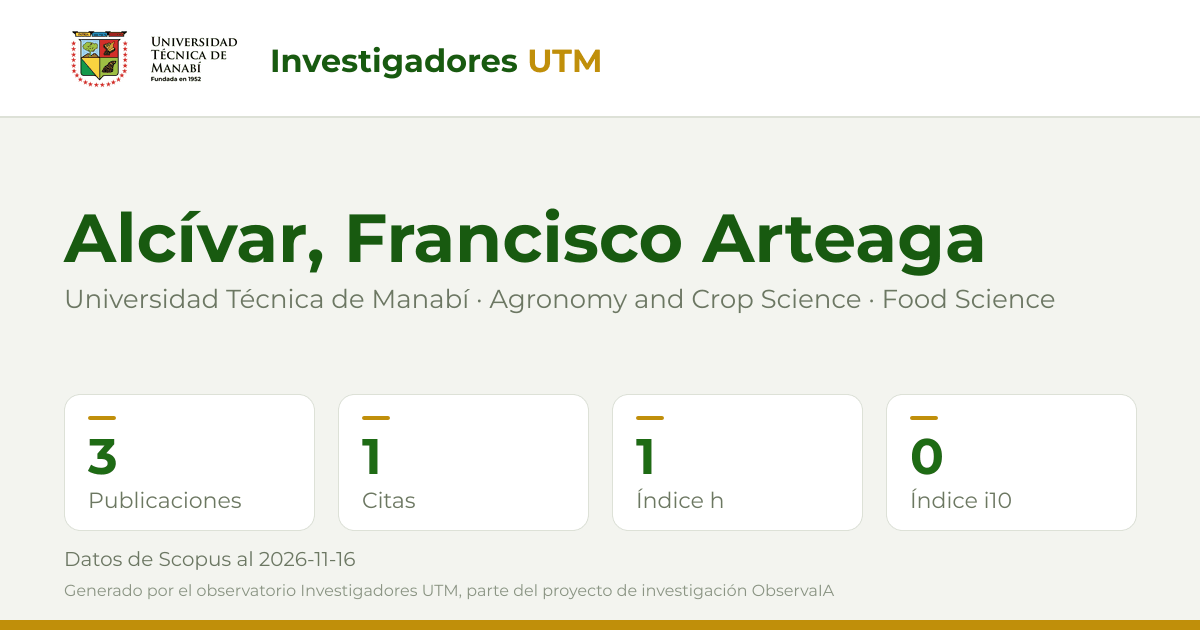 UNIVERSIDAD
TÉCNICA DE
MANABÍ
Fundada en 1952
Investigadores UTM
Alcívar, Francisco Arteaga
Universidad Técnica de Manabí · Agronomy and Crop Science · Food Science
3
Publicaciones
1
Citas
1
Índice h
0
Índice i10
Datos de Scopus al 2026-11-16
Generado por el observatorio Investigadores UTM, parte del proyecto de investigación ObservaIA